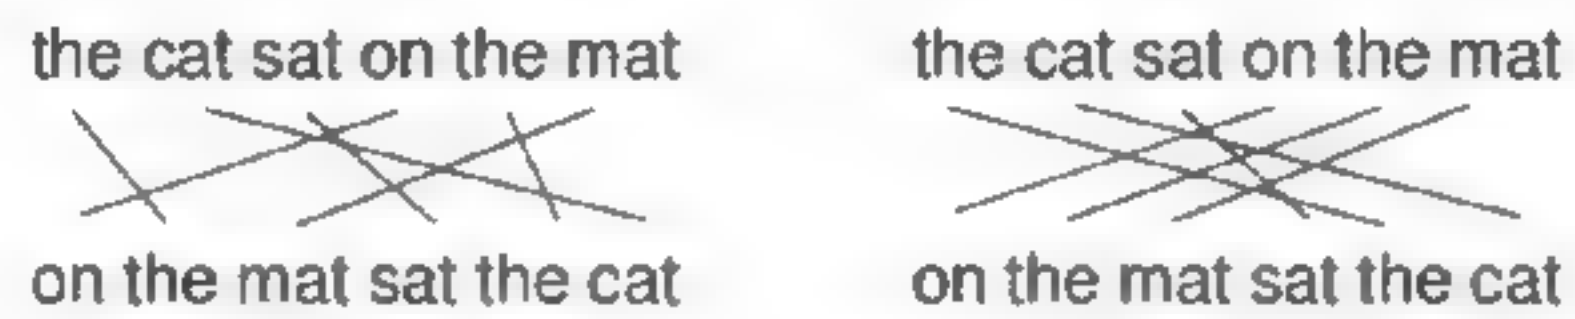 the cat sat on the mat
on the mat sat the cat
the cat sat on the mat
on the mat sat the cat